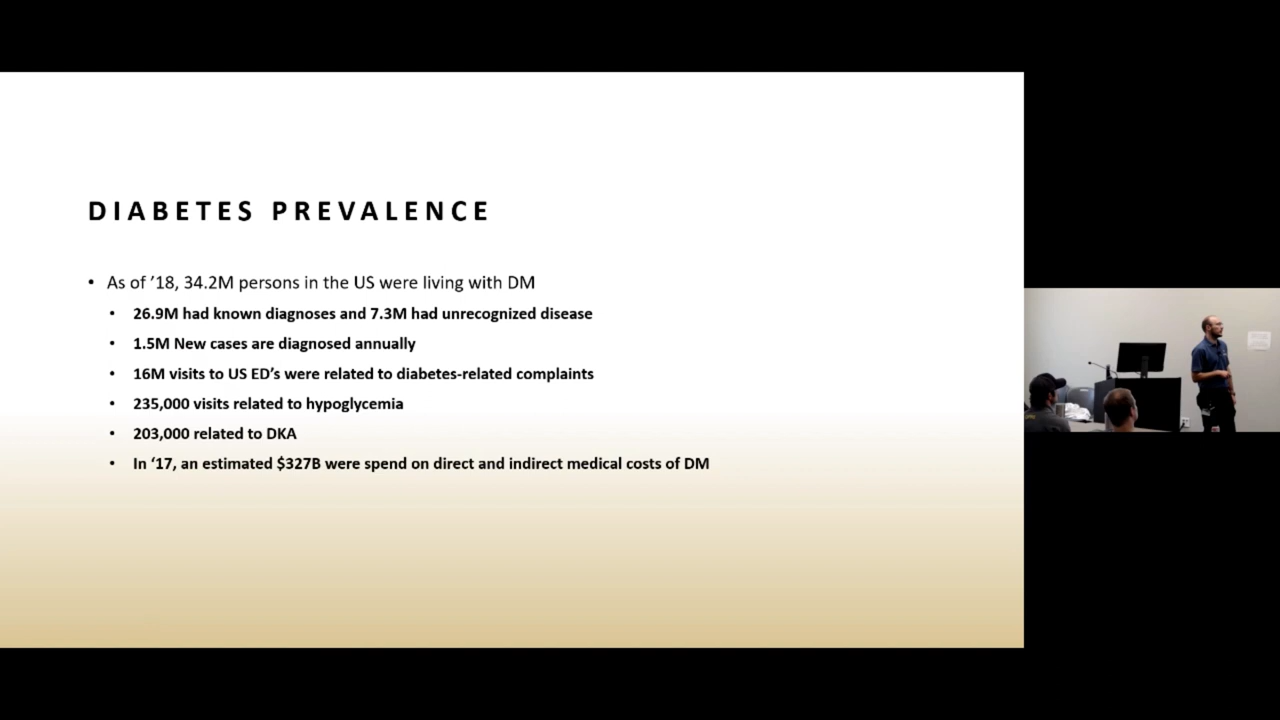 DIABETES PREVALENCE
• As of ’18, 34.2M persons in the US were living with DM
• 26.9M had known diagnoses and 7.3M had unrecognized disease
• 1.5M New cases are diagnosed annually
• 16M visits to US ED’s were related to diabetes-related complaints
• 235,000 visits related to hypoglycemia
• 203,000 related to DKA
• In ‘17, an estimated $327B were spend on direct and indirect medical costs of DM